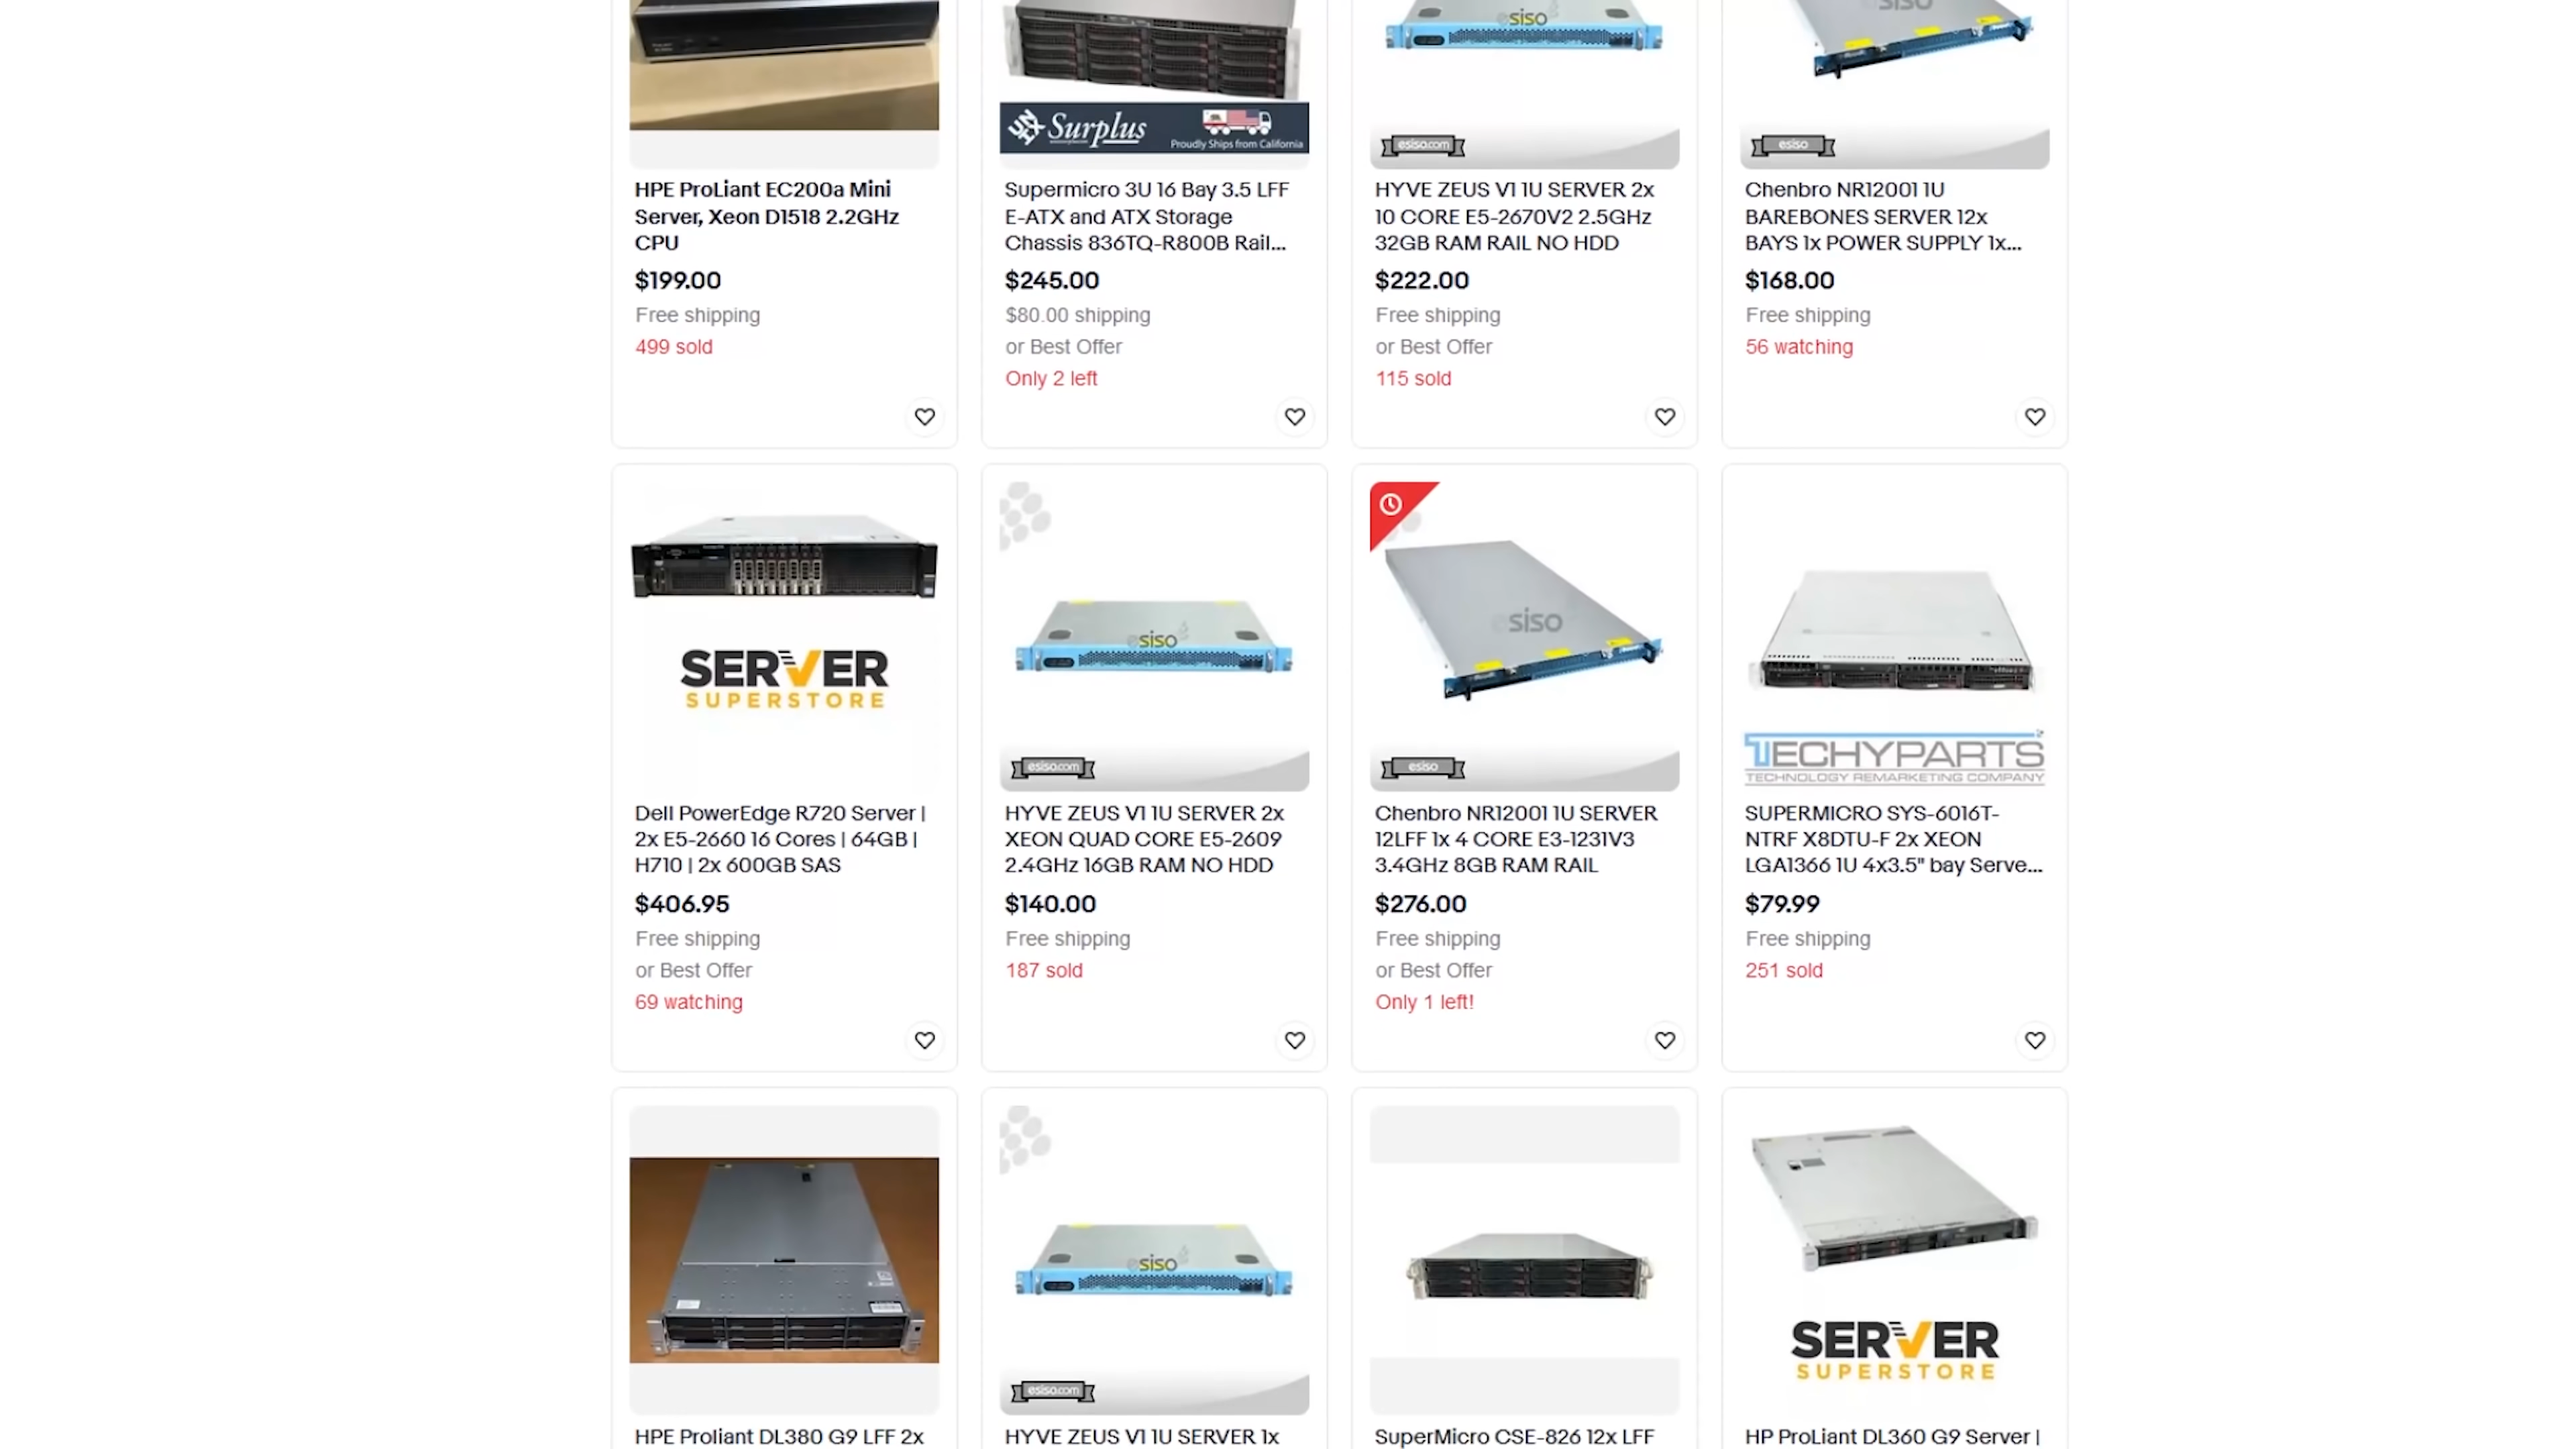 siso
siso
UNIX Surplus
Proudly Ships from California
esiso.com
esiso
HPE ProLiant EC200a Mini
Server, Xeon D1518 2.2GHz
CPU
$199.00
Free shipping
499 sold
Supermicro 3U 16 Bay 3.5 LFF
E-ATX and ATX Storage
Chassis 836TQ-R800B Rail...
$245.00
$80.00 shipping
or Best Offer
Only 2 left
HYVE ZEUS V1 1U SERVER 2x
10 CORE E5-2670V2 2.5GHz
32GB RAM RAIL NO HDD
$222.00
Free shipping
or Best Offer
115 sold
Chenbro NR12001 1U
BAREBONES SERVER 12x
BAYS 1x POWER SUPPLY 1x...
$168.00
Free shipping
56 watching
SERVER
SUPERSTORE
esiso
esiso.com
esiso
esiso
TECHYPARTS
TECHNOLOGY REMARKETING COMPANY
Dell PowerEdge R720 Server |
2x E5-2660 16 Cores | 64GB |
H710 | 2x 600GB SAS
$406.95
Free shipping
or Best Offer
69 watching
HYVE ZEUS V1 1U SERVER 2x
XEON QUAD CORE E5-2609
2.4GHz 16GB RAM NO HDD
$140.00
Free shipping
187 sold
Chenbro NR12001 1U SERVER
12LFF 1x 4 CORE E3-1231V3
3.4GHz 8GB RAM RAIL
$276.00
Free shipping
or Best Offer
Only 1 left!
SUPERMICRO SYS-6016T-
NTRF X8DTU-F 2x XEON
LGA1366 1U 4x3.5" bay Serve...
$79.99
Free shipping
251 sold
esiso
esiso.com
SERVER
SUPERSTORE
HPE Proliant DL380 G9 LFF 2x
HYVE ZEUS V1 1U SERVER 1x
SuperMicro CSE-826 12x LFF
HP ProLiant DL360 G9 Server |